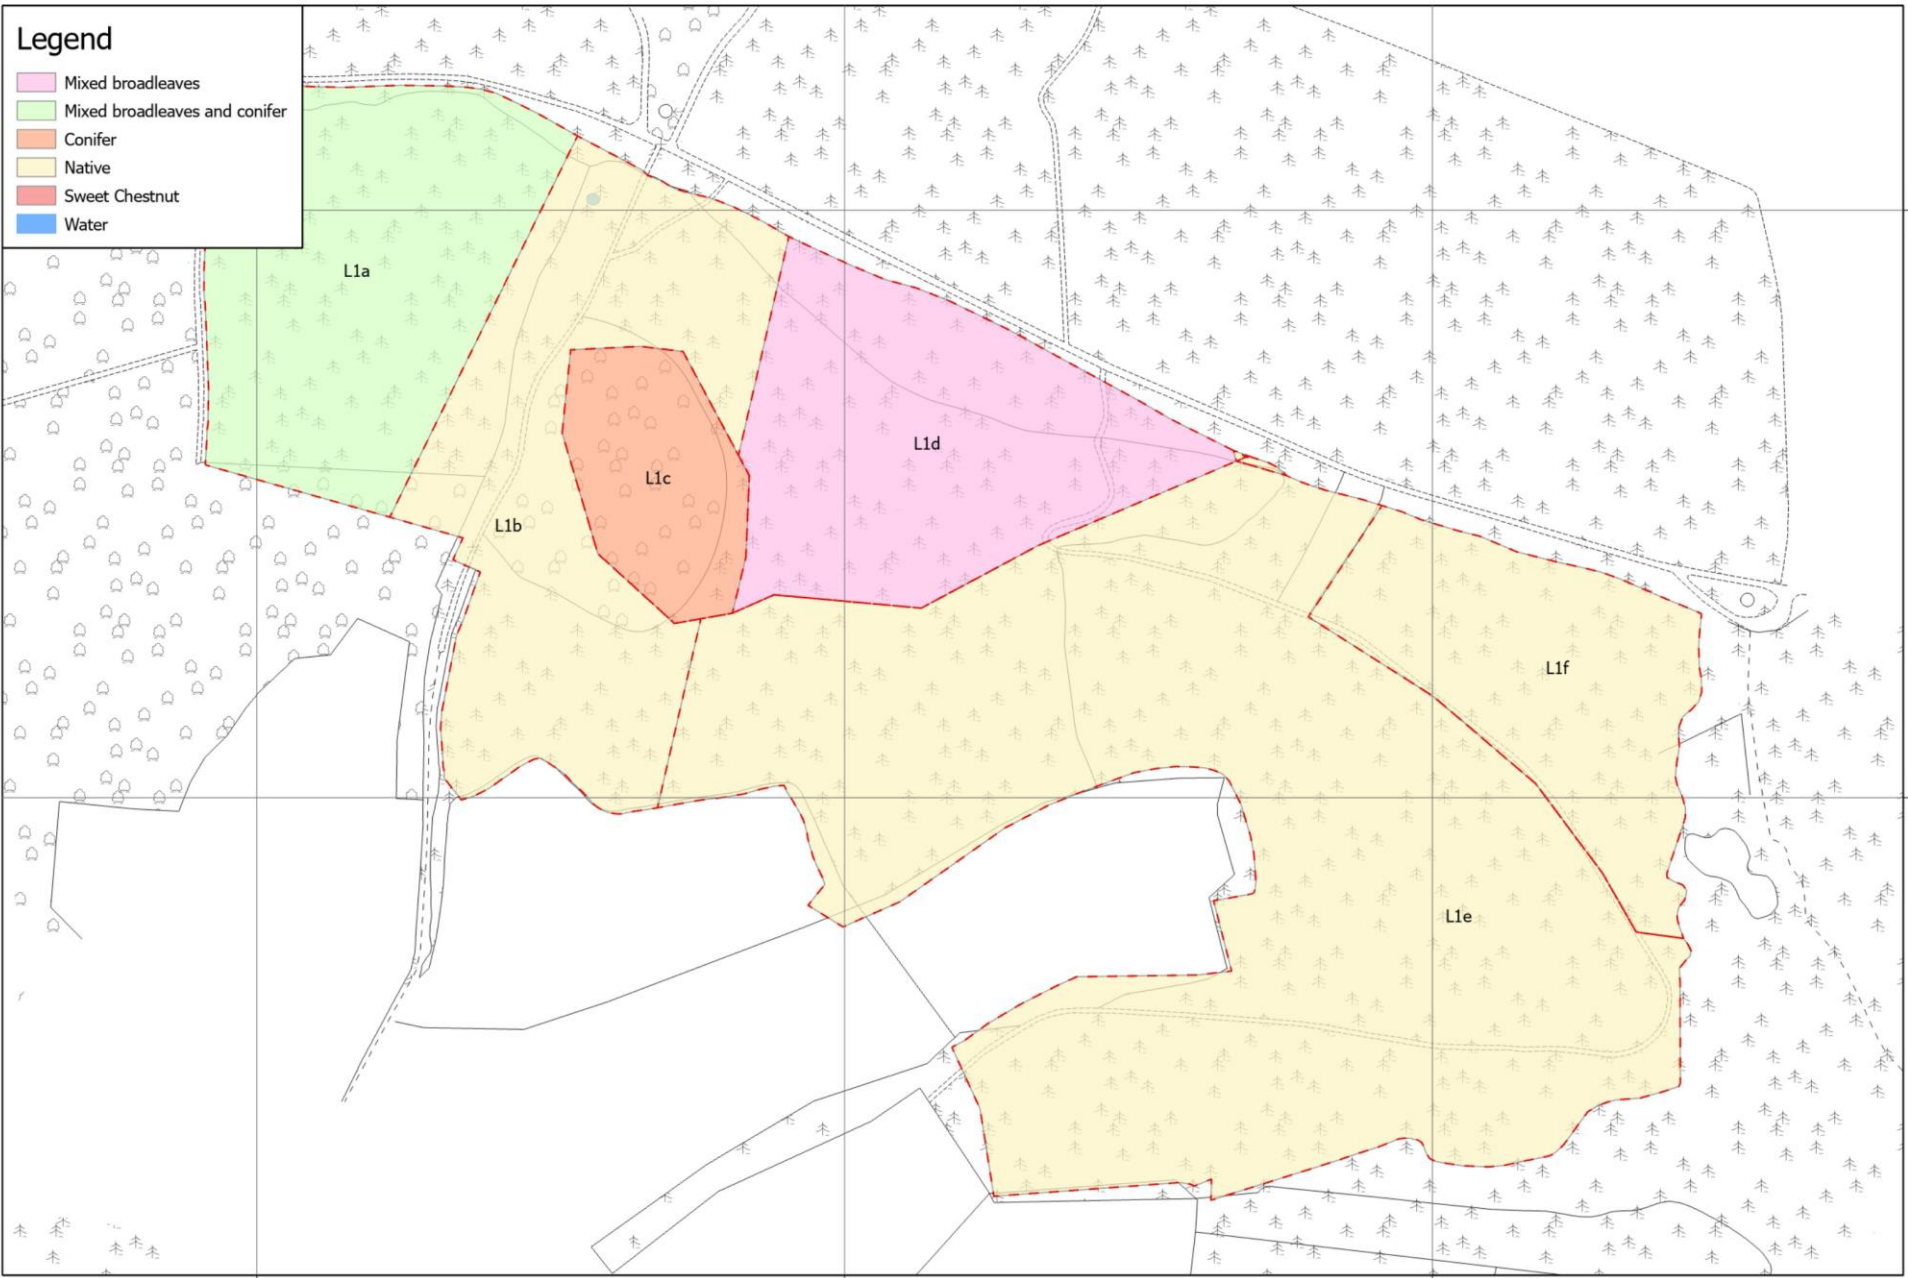 Legend
Mixed broadleaves
Mixed broadleaves and conifer
Conifer
Native
Sweet Chestnut
Water
L1a
L1d
L1c
L1b
L1f
L1e